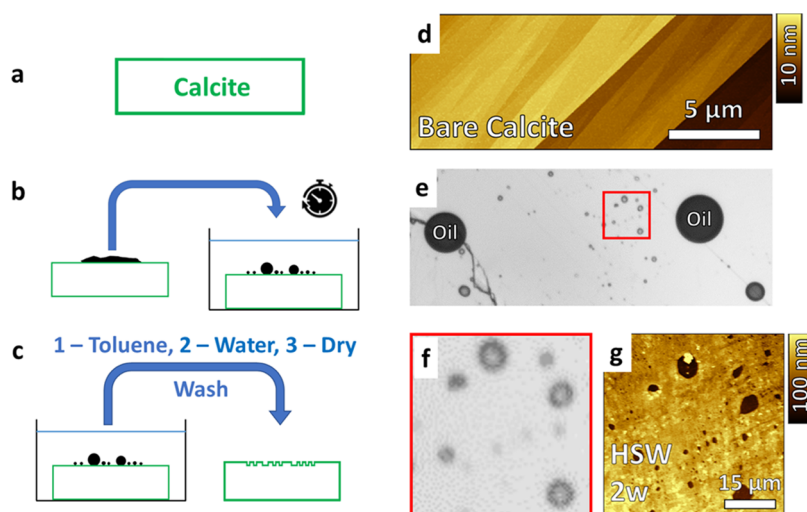 a
Calcite
b
c
1 – Toluene, 2 – Water, 3 – Dry
Wash
d
10 nm
5 µm
Bare Calcite
e
Oil
Oil
f
g
100 nm
HSW
2w
15 µm